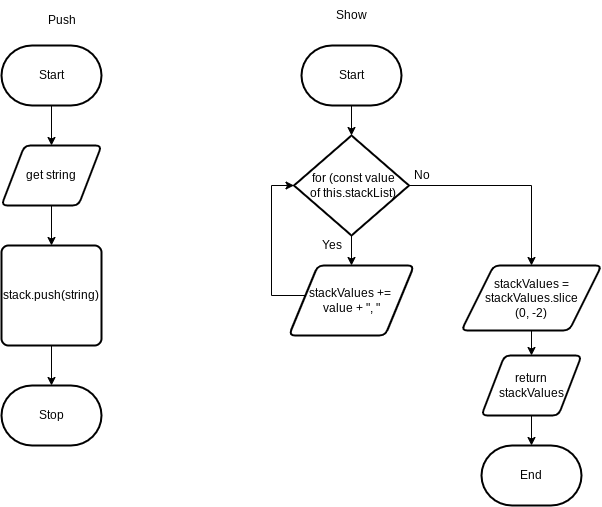 Push
Start
get string
stack.push(string)
Stop
Show
Start
for (const value
of this.stackList)
No
Yes
stackValues +=
value + ", "
stackValues =
stackValues.slice
(0, -2)
return
stackValues
End